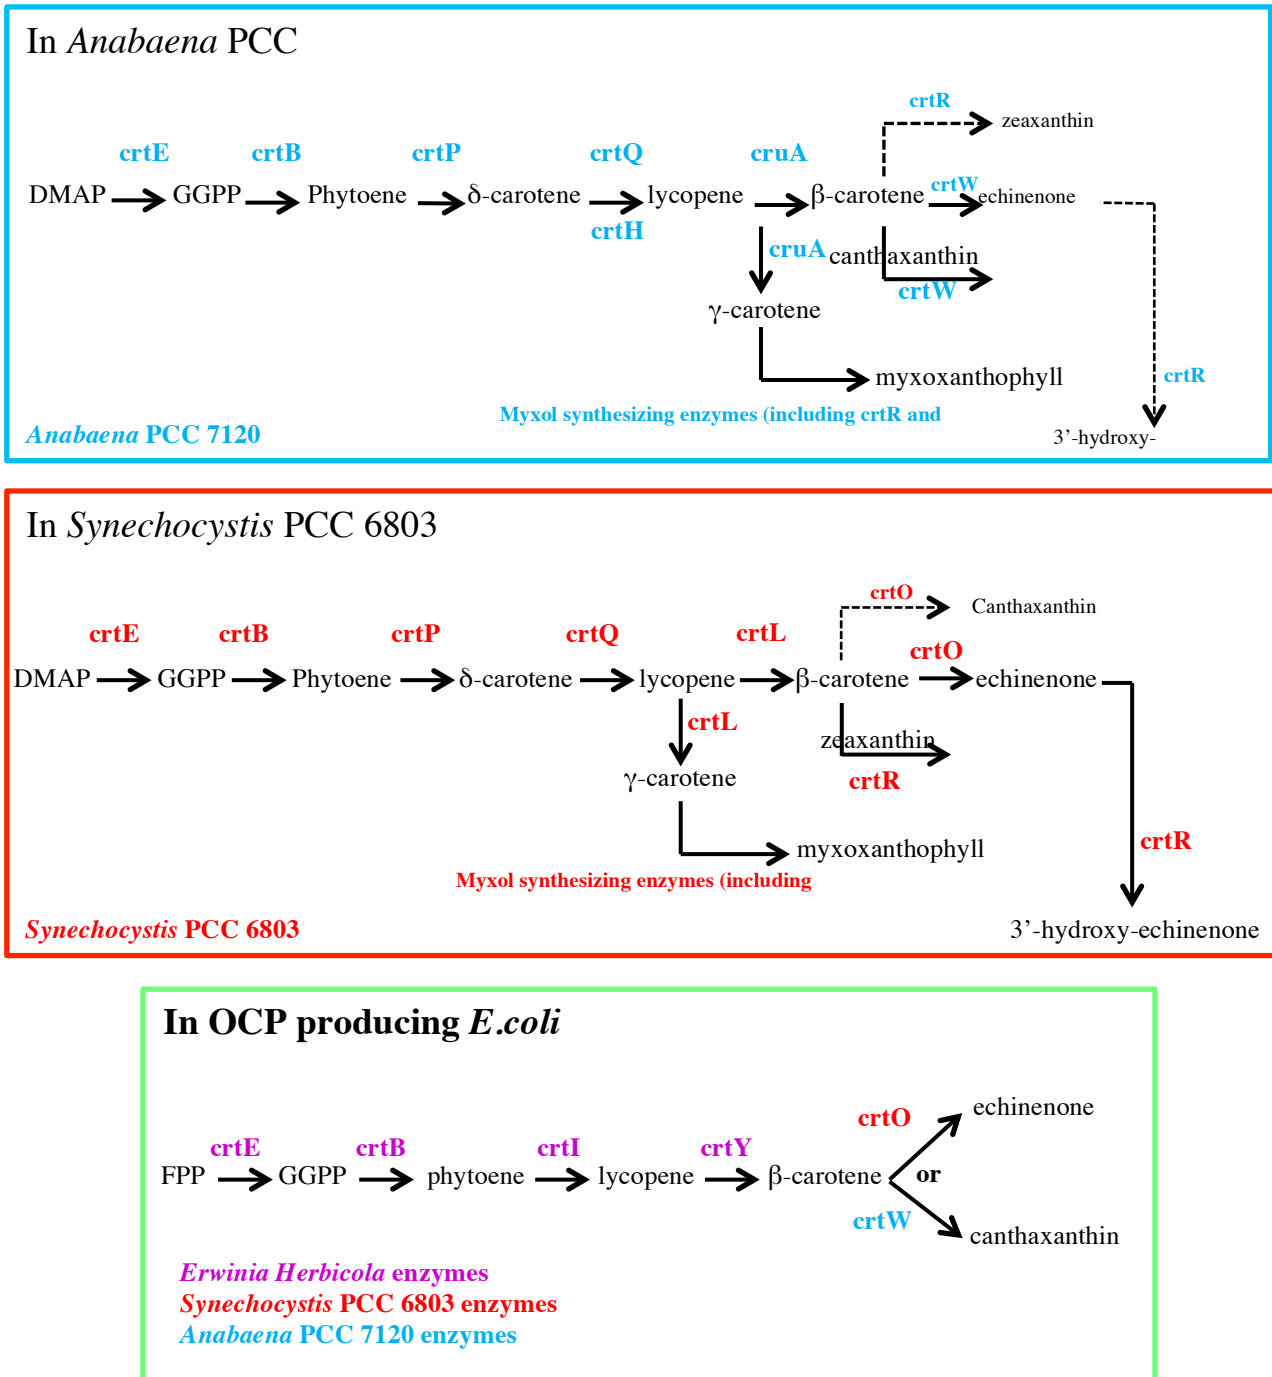 In Anabaena PCC
crtR
zeaxanthin
crtE crtB crtP crtQ cruA
DMAP GGPP Phytoene δ-carotene lycopene β-carotene crtW echinenone
crtH
cruA canthaxanthin
crtW
γ-carotene
myxoxanthophyll
crtR
Myxol synthesizing enzymes (including crtR and
Anabaena PCC 7120
3’-hydroxy-
In Synechocystis PCC 6803
crtO Canthaxanthin
crtE crtB crtP crtQ crtL crtO
DMAP GGPP Phytoene δ-carotene lycopene β-carotene echinenone
crtL
zeaxanthin
γ-carotene crtR
crtR
myxoxanthophyll
Myxol synthesizing enzymes (including
Synechocystis PCC 6803
3’-hydroxy-echinenone
In OCP producing E.coli
echinenone
crtO
crtE crtB crtI crtY
FPP GGPP phytoene lycopene β-carotene or
crtW
canthaxanthin
Erwinia Herbicola enzymes
Synechocystis PCC 6803 enzymes
Anabaena PCC 7120 enzymes